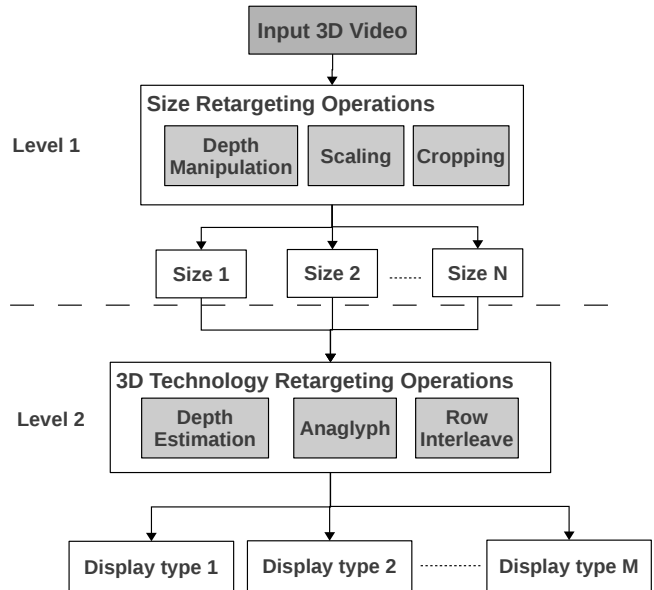 Input 3D Video
Size Retargeting Operations
Level 1
Depth
Manipulation
Scaling
Cropping
Size 1
Size 2
Size N
3D Technology Retargeting Operations
Level 2
Depth
Estimation
Anaglyph
Row
Interleave
Display type 1
Display type 2
Display type M